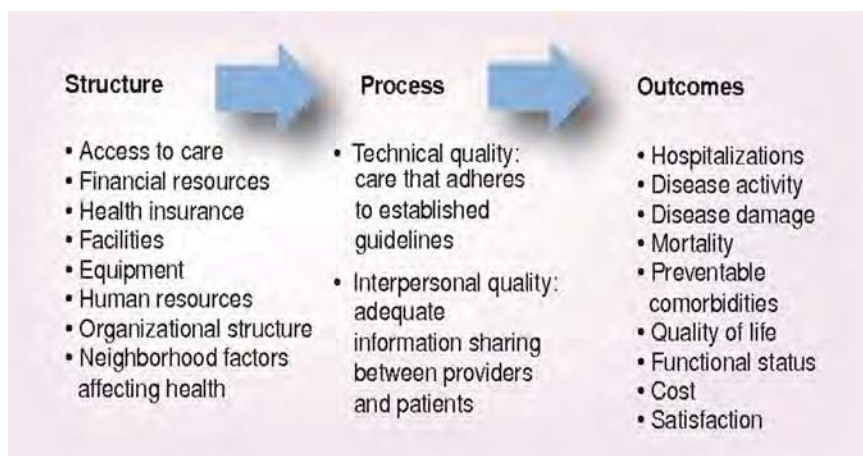 Structure
Process
Outcomes
• Access to care
• Financial resources
• Health insurance
• Facilities
• Equipment
• Human resources
• Organizational structure
• Neighborhood factors
affecting health
• Technical quality:
care that adheres
to established
guidelines
• Interpersonal quality:
adequate
information sharing
between providers
and patients
• Hospitalizations
• Disease activity
• Disease damage
• Mortality
• Preventable
comorbidities
• Quality of life
• Functional status
• Cost
• Satisfaction